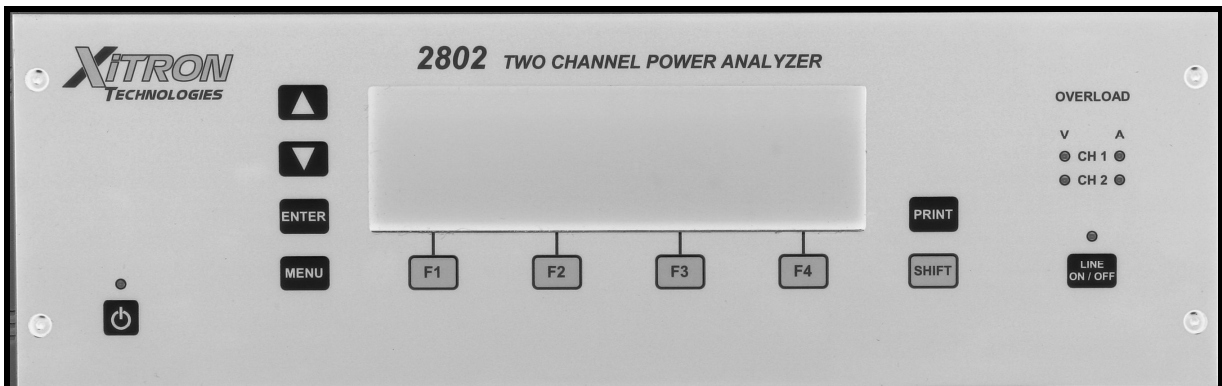 XiTRON
TECHNOLOGIES
2802 TWO CHANNEL POWER ANALYZER
OVERLOAD
V A
CH 1
CH 2
ENTER
MENU
F1 F2 F3 F4
PRINT
SHIFT
LINE
ON / OFF